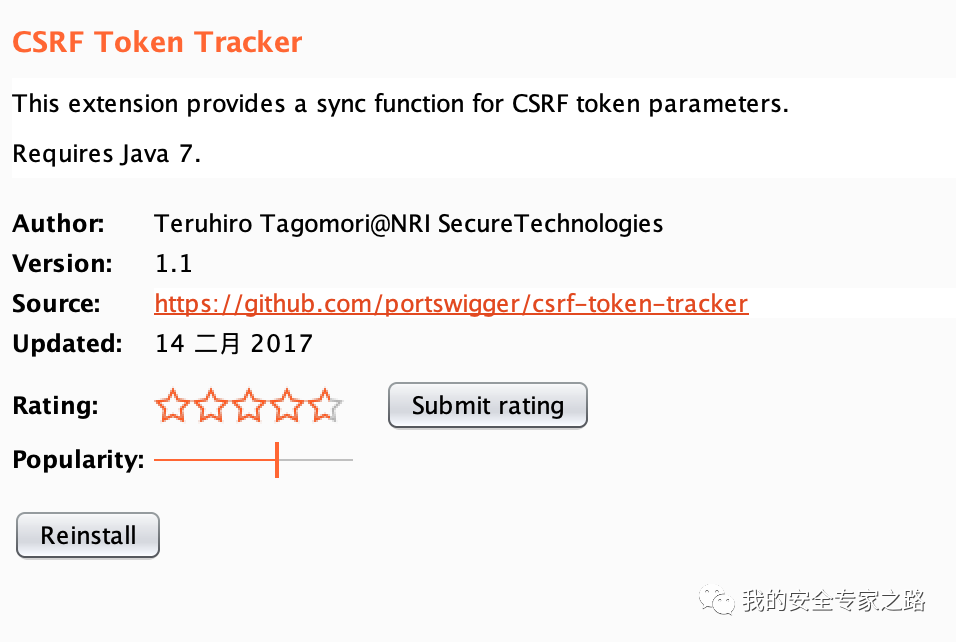 CSRF Token Tracker
This extension provides a sync function for CSRF token parameters.
Requires Java 7.
Author: Teruhiro Tagomori@NRI SecureTechnologies
Version: 1.1
Source: https://github.com/portswigger/csrf-token-tracker
Updated: 14 二月 2017
Rating: Submit rating
Popularity:
Reinstall
我的安全专家之路